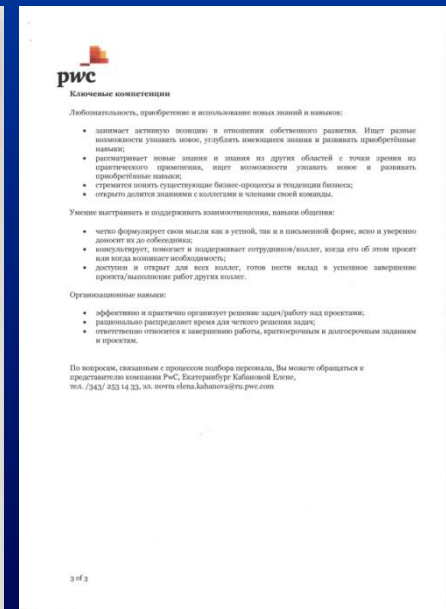 pwc
Ключевые компетенции
Любознательность, приобретение и использование новых знаний и навыков:
• занимает активную позицию в отношении собственного развития. Ищет разные
возможности узнавать новое, углублять имеющиеся знания и развивать приобретённые
навыки;
• рассматривает новые знания и знания из других областей с точки зрения их
практического применения, ищет возможности узнавать новое и развивать
приобретённые навыки;
• стремится понять существующие бизнес-процессы и тенденции бизнеса;
• открыто делится знаниями с коллегами и членами своей команды.
Умение выстраивать и поддерживать взаимоотношения, навыки общения:
• четко формулирует свои мысли как в устной, так и в письменной форме, ясно и уверенно
доносит их до собеседника;
• консультирует, помогает и поддерживает сотрудников/коллег, когда его об этом просят
или когда возникает необходимость;
• доступен и открыт для всех коллег, готов нести вклад в успешное завершение
проекта/выполнение работ других коллег.
Организационные навыки:
• эффективно и практично организует решение задач/работу над проектами;
• рационально распределяет время для четкого решения задач;
• ответственно относится к завершению работы, краткосрочным и долгосрочным заданиям
и проектам.
По вопросам, связанным с процессом подбора персонала, Вы можете обращаться к
представителю компании PwC, Екатеринбург Кабановой Елене,
тел. /343/ 253 14 33, эл. почта elena.kabanova@ru.pwc.com
3 of 3